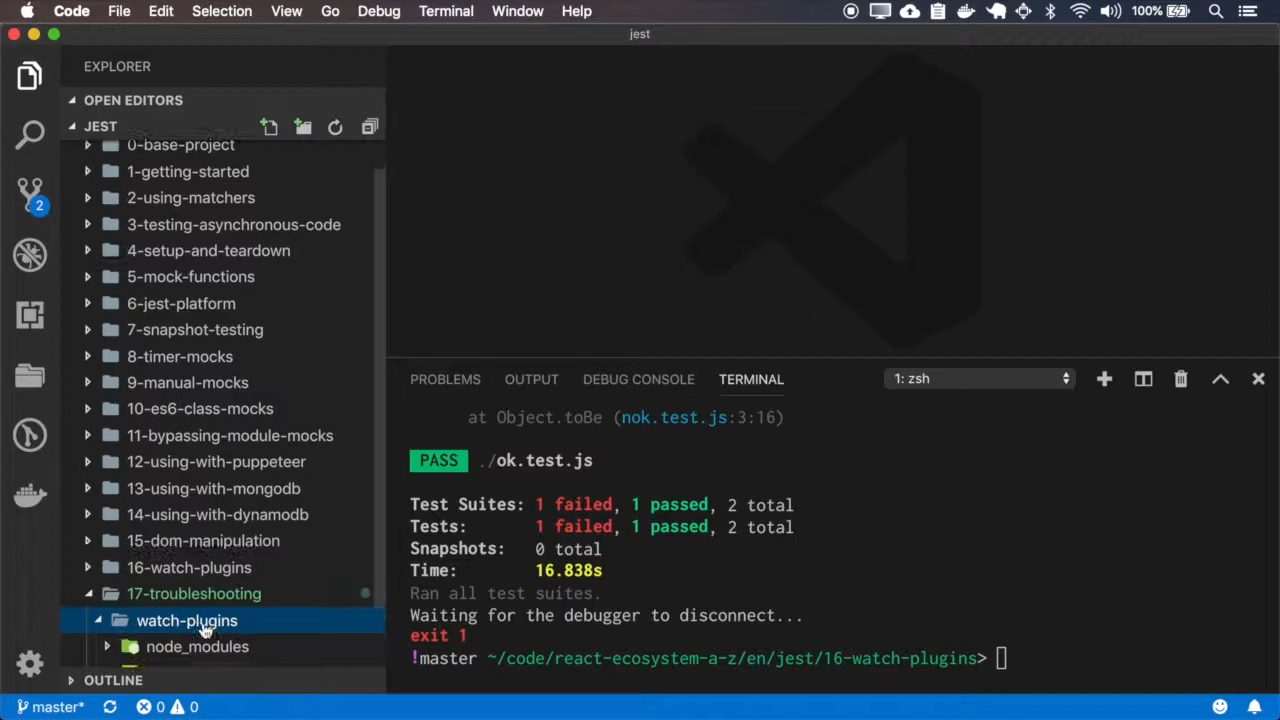 Code File Edit Selection View Go Debug Terminal Window Help 100%
jest
EXPLORER
OPEN EDITORS
JEST
0-base-project
1-getting-started
2-using-matchers
3-testing-asynchronous-code
4-setup-and-teardown
5-mock-functions
6-jest-platform
7-snapshot-testing
8-timer-mocks
9-manual-mocks
10-es6-class-mocks
11-bypassing-module-mocks
12-using-with-puppeteer
13-using-with-mongodb
14-using-with-dynamodb
15-dom-manipulation
16-watch-plugins
17-troubleshooting
watch-plugins
node_modules
OUTLINE
2
PROBLEMS OUTPUT DEBUG CONSOLE TERMINAL 1: zsh
at Object.toBe (nok.test.js:3:16)
PASS ./ok.test.js
Test Suites: 1 failed, 1 passed, 2 total
Tests: 1 failed, 1 passed, 2 total
Snapshots: 0 total
Time: 16.838s
Ran all test suites.
Waiting for the debugger to disconnect...
exit 1
!master ~/code/react-ecosystem-a-z/en/jest/16-watch-plugins>
master* 0 0